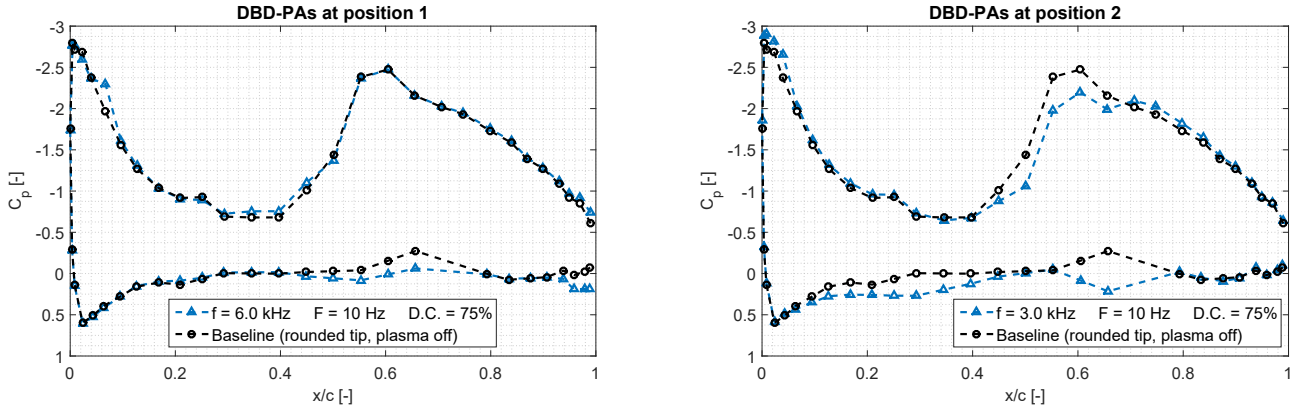 DBD-PAs at position 1
-3
-2.5
-2
-1.5
-1
-0.5
0
0.5
1
C_p [-]
0 0.2 0.4 0.6 0.8 1
x/c [-]
f = 6.0 kHz F = 10 Hz D.C. = 75%
Baseline (rounded tip, plasma off)
DBD-PAs at position 2
-3
-2.5
-2
-1.5
-1
-0.5
0
0.5
1
C_p [-]
0 0.2 0.4 0.6 0.8 1
x/c [-]
f = 3.0 kHz F = 10 Hz D.C. = 75%
Baseline (rounded tip, plasma off)